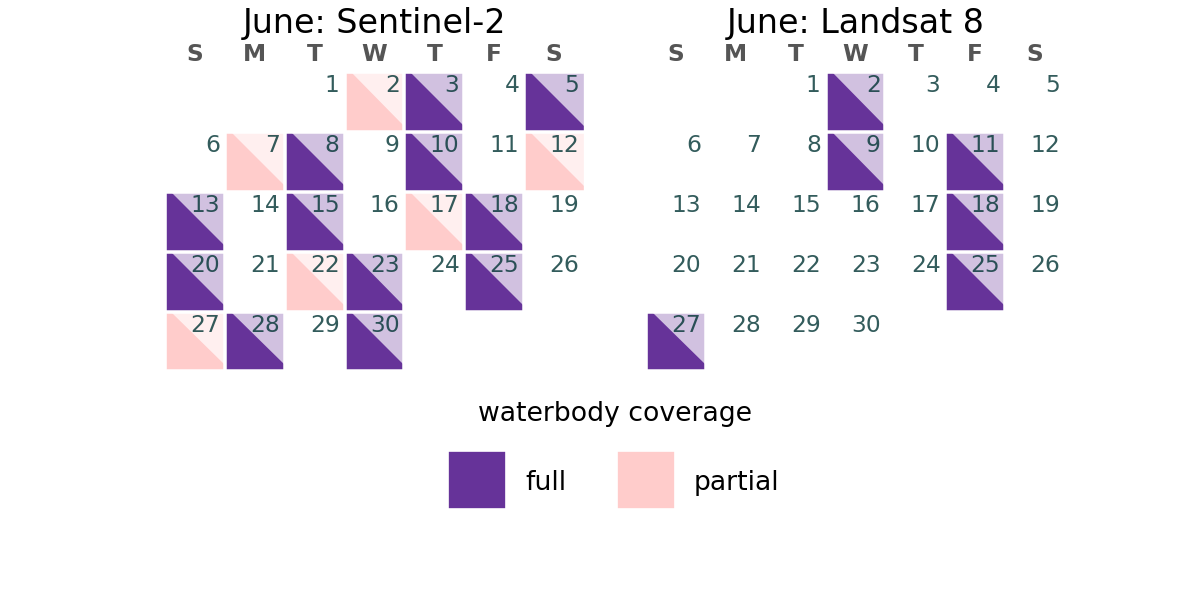 June: Sentinel-2
S M T W T F S
1 2 3 4 5
6 7 8 9 10 11 12
13 14 15 16 17 18 19
20 21 22 23 24 25 26
27 28 29 30
June: Landsat 8
S M T W T F S
1 2 3 4 5
6 7 8 9 10 11 12
13 14 15 16 17 18 19
20 21 22 23 24 25 26
27 28 29 30
waterbody coverage
full
partial